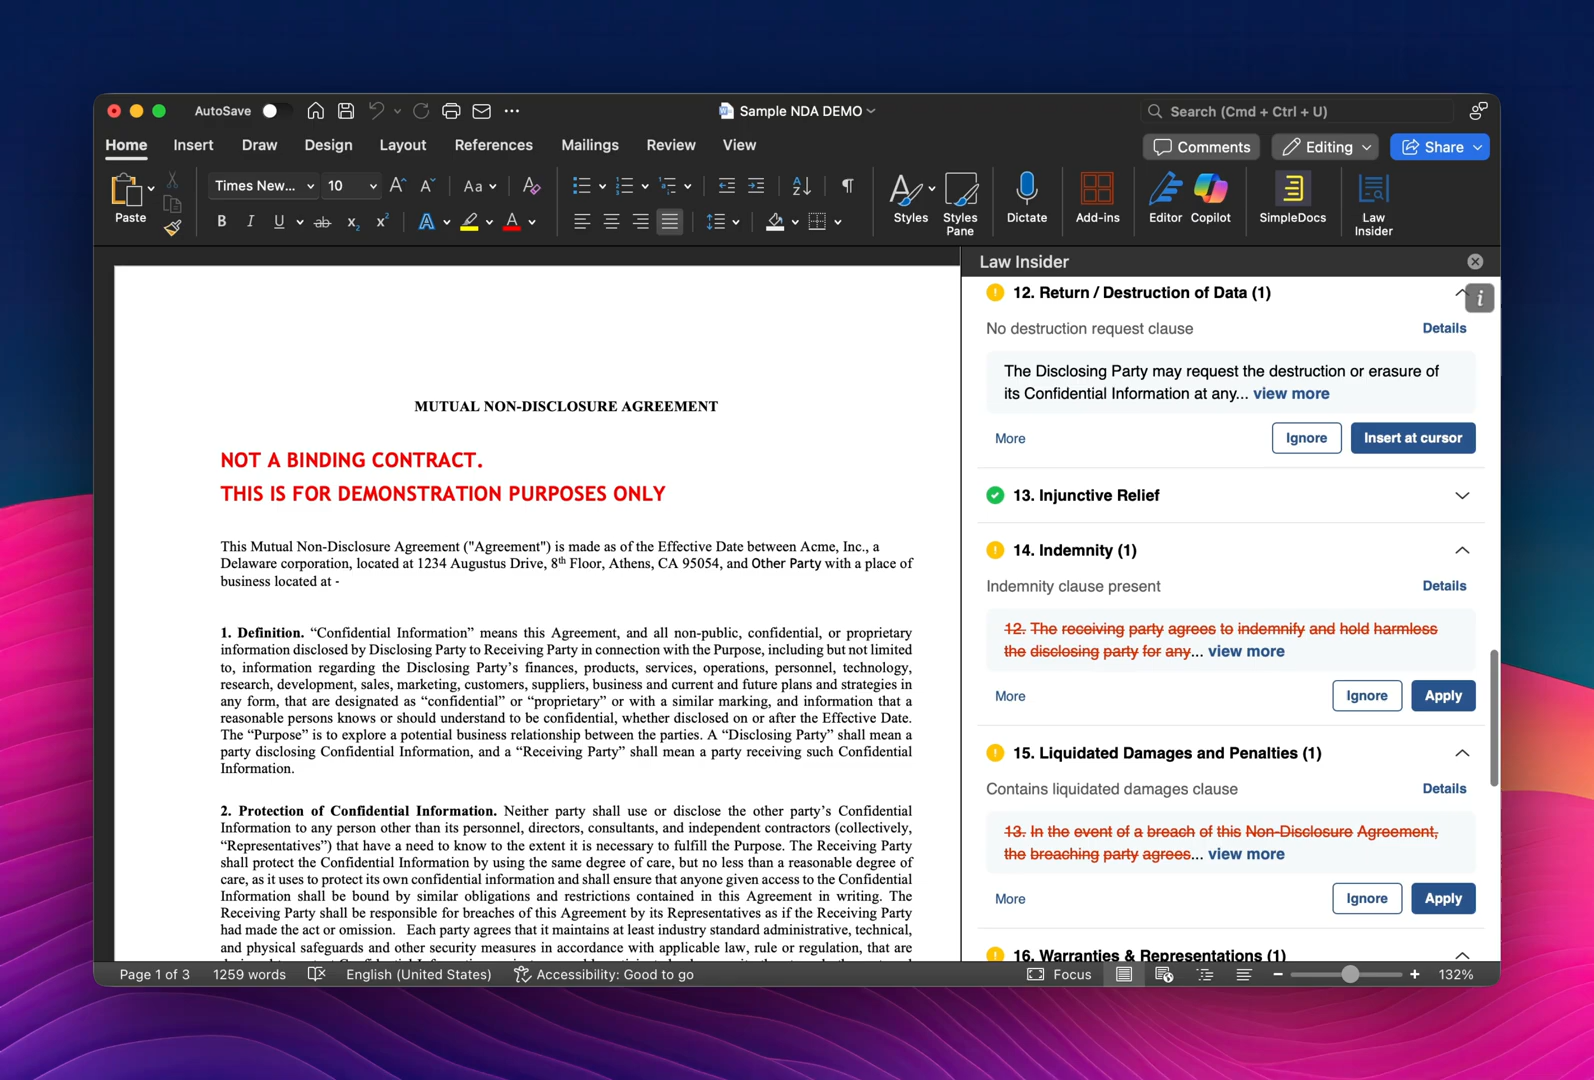 AutoSave
Sample NDA DEMO
Search (Cmd + Ctrl + U)
Home Insert Draw Design Layout References Mailings Review View
Comments Editing Share
Paste
Times New... 10 Aa
B I U ab x2 x2 A A
Styles
Styles Pane
Dictate
Add-ins
Editor
Copilot
SimpleDocs
Law Insider
MUTUAL NON-DISCLOSURE AGREEMENT
NOT A BINDING CONTRACT.
THIS IS FOR DEMONSTRATION PURPOSES ONLY
This Mutual Non-Disclosure Agreement ("Agreement") is made as of the Effective Date between Acme, Inc., a
Delaware corporation, located at 1234 Augustus Drive, 8th Floor, Athens, CA 95054, and Other Party with a place of
business located at -
1. Definition. “Confidential Information” means this Agreement, and all non-public, confidential, or proprietary
information disclosed by Disclosing Party to Receiving Party in connection with the Purpose, including but not limited
to, information regarding the Disclosing Party’s finances, products, services, operations, personnel, technology,
research, development, sales, marketing, customers, suppliers, business and current and future plans and strategies in
any form, that are designated as “confidential” or “proprietary” or with a similar marking, and information that a
reasonable persons knows or should understand to be confidential, whether disclosed on or after the Effective Date.
The “Purpose” is to explore a potential business relationship between the parties. A “Disclosing Party” shall mean a
party disclosing Confidential Information, and a “Receiving Party” shall mean a party receiving such Confidential
Information.
2. Protection of Confidential Information. Neither party shall use or disclose the other party’s Confidential
Information to any person other than its personnel, directors, consultants, and independent contractors (collectively,
“Representatives”) that have a need to know to the extent it is necessary to fulfill the Purpose. The Receiving Party
shall protect the Confidential Information by using the same degree of care, but no less than a reasonable degree of
care, as it uses to protect its own confidential information and shall ensure that anyone given access to the Confidential
Information shall be bound by similar obligations and restrictions contained in this Agreement in writing. The
Receiving Party shall be responsible for breaches of this Agreement by its Representatives as if the Receiving Party
had made the act or omission. Each party agrees that it maintains at least industry standard administrative, technical,
and physical safeguards and other security measures in accordance with applicable law, rule or regulation, that are
Law Insider
12. Return / Destruction of Data (1)
i
No destruction request clause Details
The Disclosing Party may request the destruction or erasure of
its Confidential Information at any... view more
More Ignore Insert at cursor
13. Injunctive Relief
14. Indemnity (1)
Indemnity clause present Details
12. The receiving party agrees to indemnify and hold harmless
the disclosing party for any... view more
More Ignore Apply
15. Liquidated Damages and Penalties (1)
Contains liquidated damages clause Details
13. In the event of a breach of this Non-Disclosure Agreement,
the breaching party agrees... view more
More Ignore Apply
16. Warranties & Representations (1)
Page 1 of 3 1259 words English (United States) Accessibility: Good to go Focus 132%